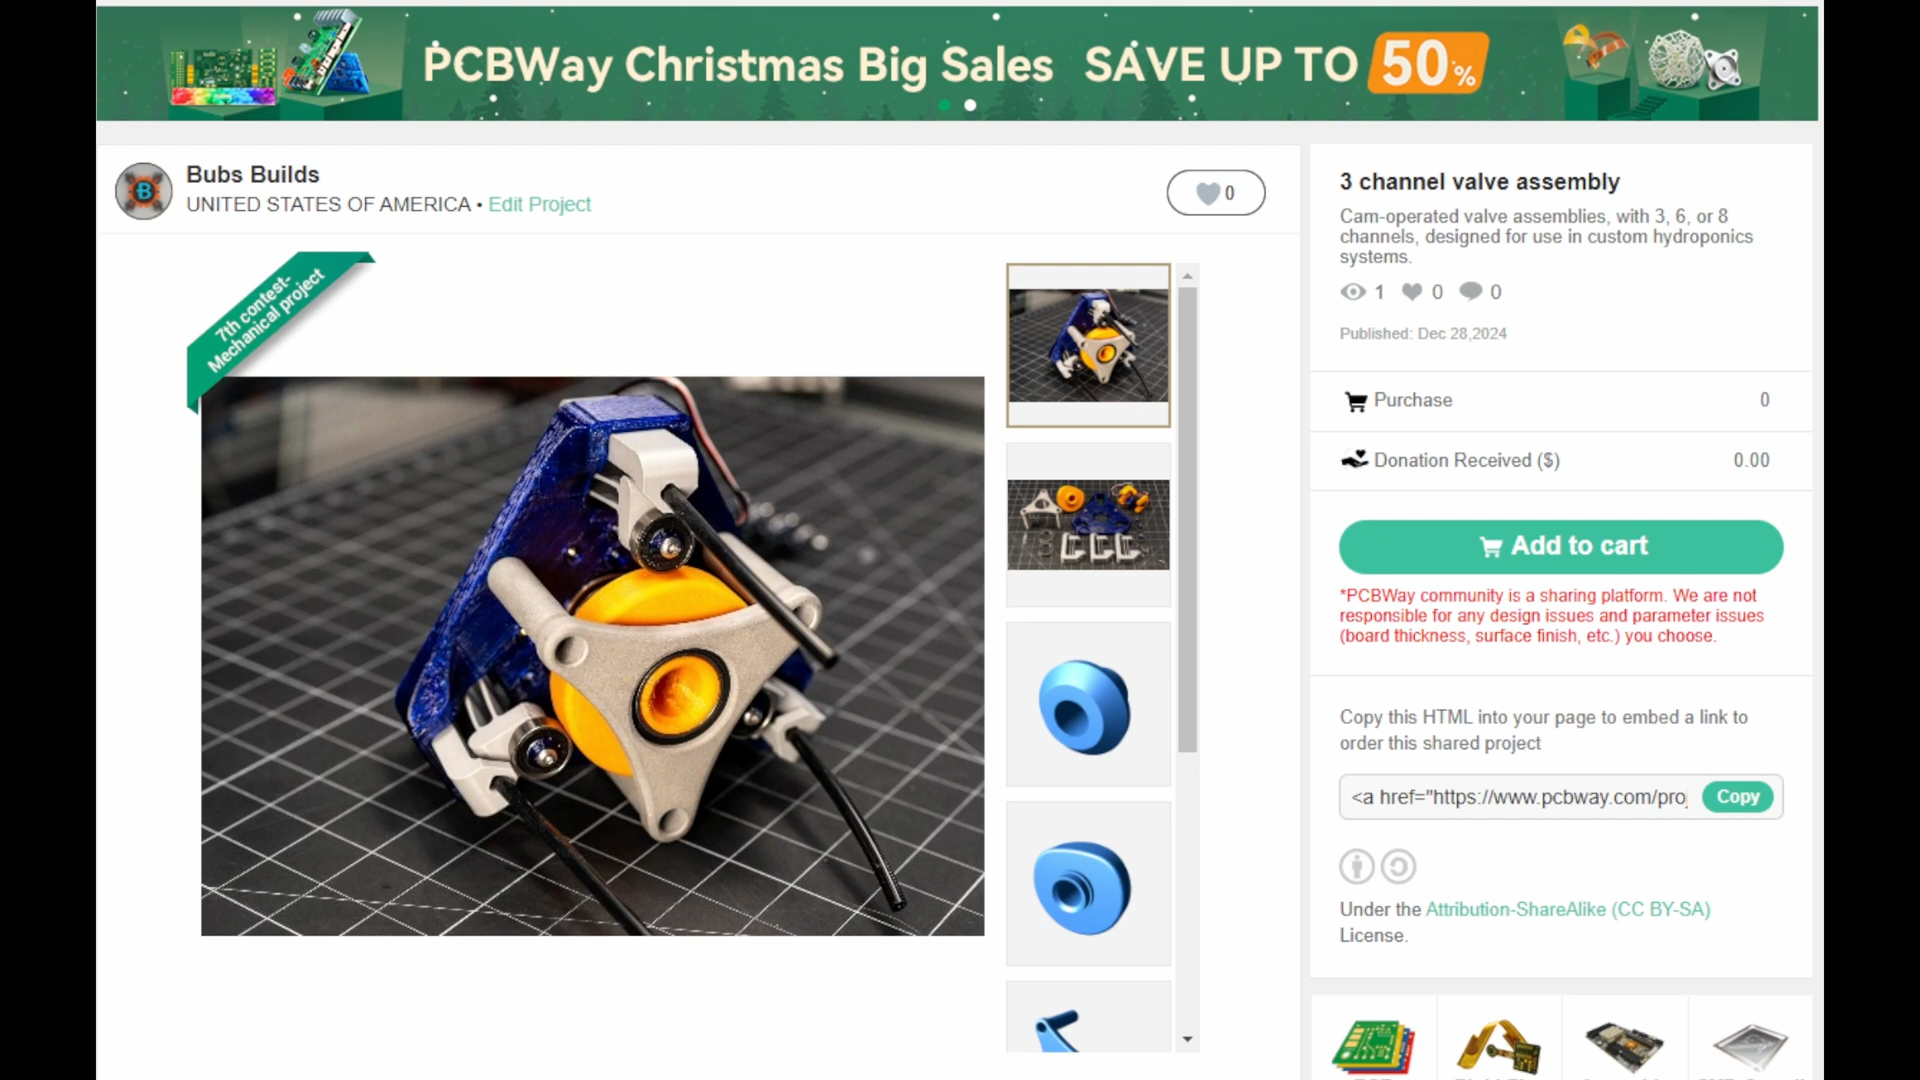 PCBWay Christmas Big Sales SAVE UP TO 50%
Bubs Builds
UNITED STATES OF AMERICA • Edit Project
0
7th contest-
Mechanical project
3 channel valve assembly
Cam-operated valve assemblies, with 3, 6, or 8
channels, designed for use in custom hydroponics
systems.
1 0 0
Published: Dec 28,2024
Purchase 0
Donation Received ($) 0.00
Add to cart
*PCBWay community is a sharing platform. We are not
responsible for any design issues and parameter issues
(board thickness, surface finish, etc.) you choose.
Copy this HTML into your page to embed a link to
order this shared project
<a href="https://www.pcbway.com/proj Copy
Under the Attribution-ShareAlike (CC BY-SA)
License.